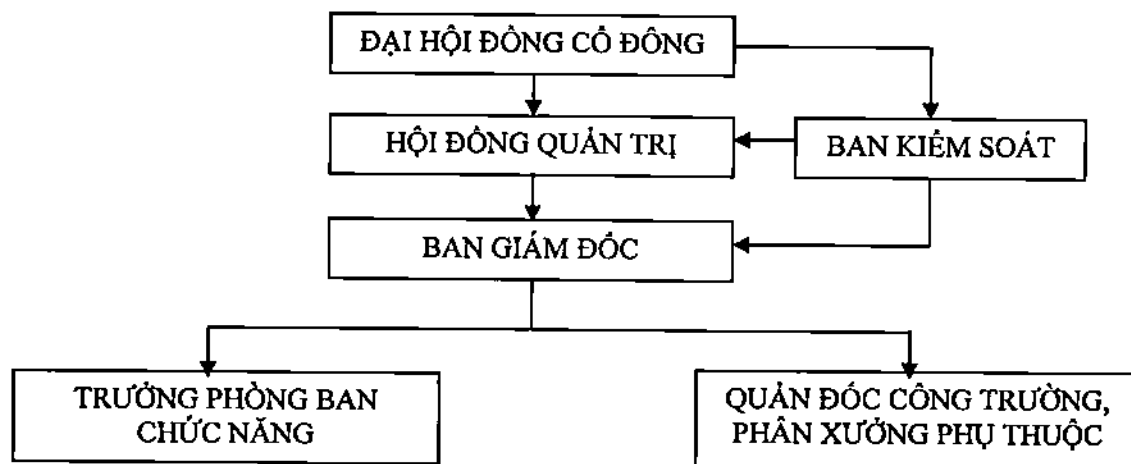 ĐẠI HỘI ĐỒNG CỔ ĐÔNG
HỘI ĐỒNG QUẢN TRỊ
BAN KIỂM SOÁT
BAN GIÁM ĐỐC
TRƯỞNG PHÒNG BAN
CHỨC NĂNG
QUẢN ĐỐC CÔNG TRƯỜNG,
PHÂN XƯỞNG PHỤ THUỘC